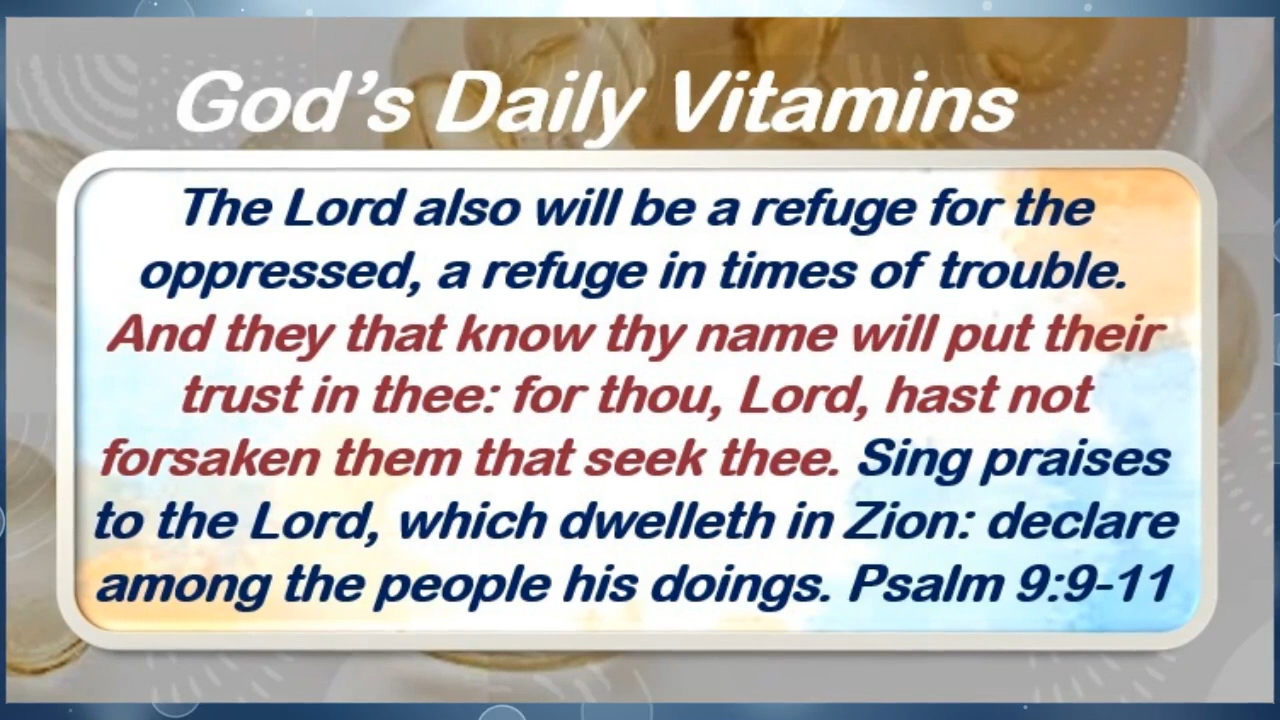 God’s Daily Vitamins
The Lord also will be a refuge for the
oppressed, a refuge in times of trouble.
And they that know thy name will put their
trust in thee: for thou, Lord, hast not
forsaken them that seek thee. Sing praises
to the Lord, which dwelleth in Zion: declare
among the people his doings. Psalm 9:9-11